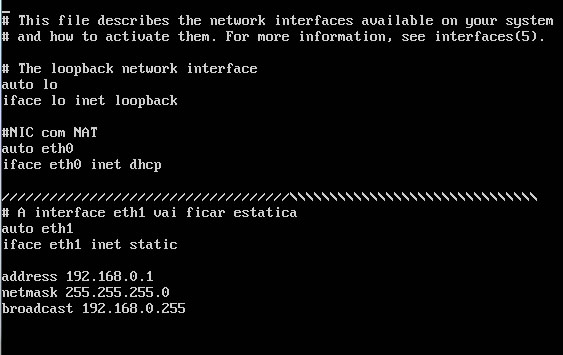 # This file describes the network interfaces available on your system
# and how to activate them. For more information, see interfaces(5).
# The loopback network interface
auto lo
iface lo inet loopback
#NIC com NAT
auto eth0
iface eth0 inet dhcp
////////////////////////////////////\\\\\\\\\\\\\\\\\\\\\\\\\\\\\\\
# A interface eth1 vai ficar estatica
auto eth1
iface eth1 inet static
address 192.168.0.1
netmask 255.255.255.0
broadcast 192.168.0.255